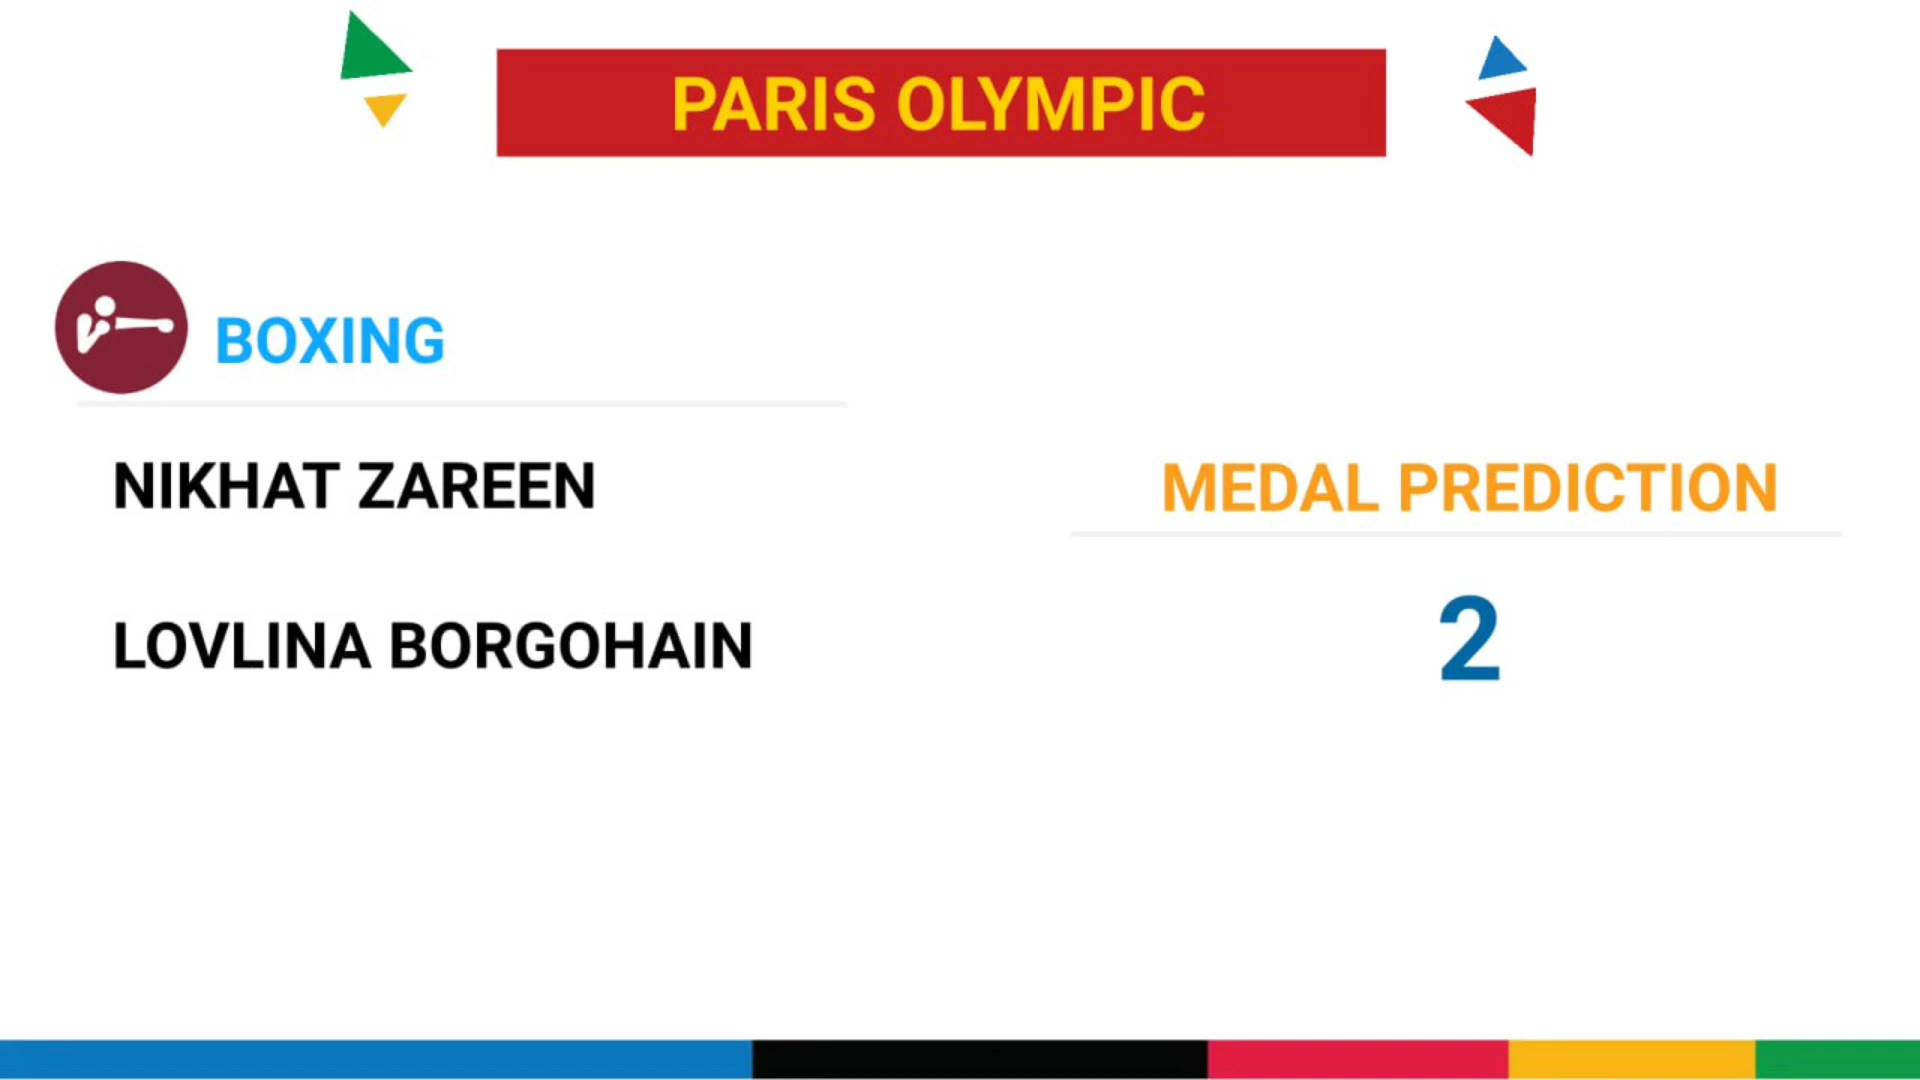 PARIS OLYMPIC
BOXING
NIKHAT ZAREEN
LOVLINA BORGOHAIN
MEDAL PREDICTION
2